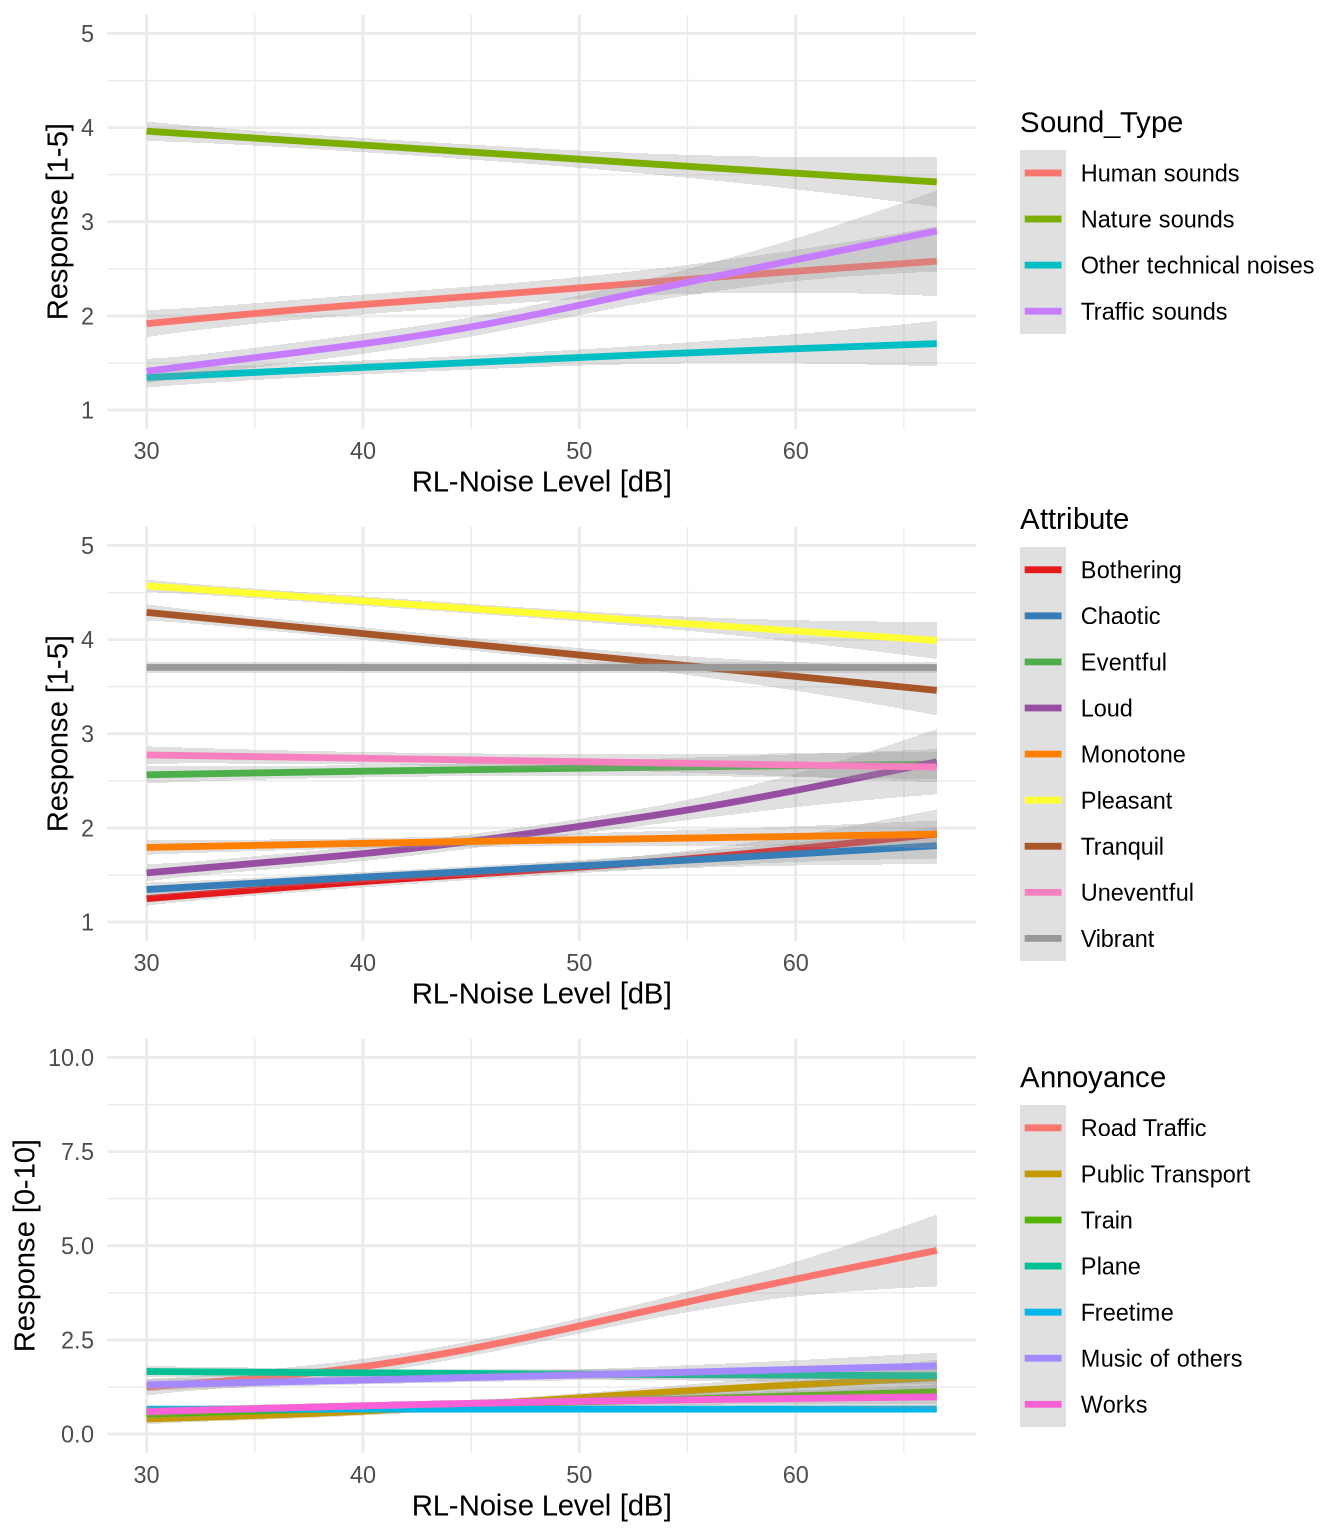 5
4
3
2
1
Response [1-5]
30 40 50 60
RL-Noise Level [dB]
Sound_Type
Human sounds
Nature sounds
Other technical noises
Traffic sounds
5
4
3
2
1
Response [1-5]
30 40 50 60
RL-Noise Level [dB]
Attribute
Bothering
Chaotic
Eventful
Loud
Monotone
Pleasant
Tranquil
Uneventful
Vibrant
10.0
7.5
5.0
2.5
0.0
Response [0-10]
30 40 50 60
RL-Noise Level [dB]
Annoyance
Road Traffic
Public Transport
Train
Plane
Freetime
Music of others
Works